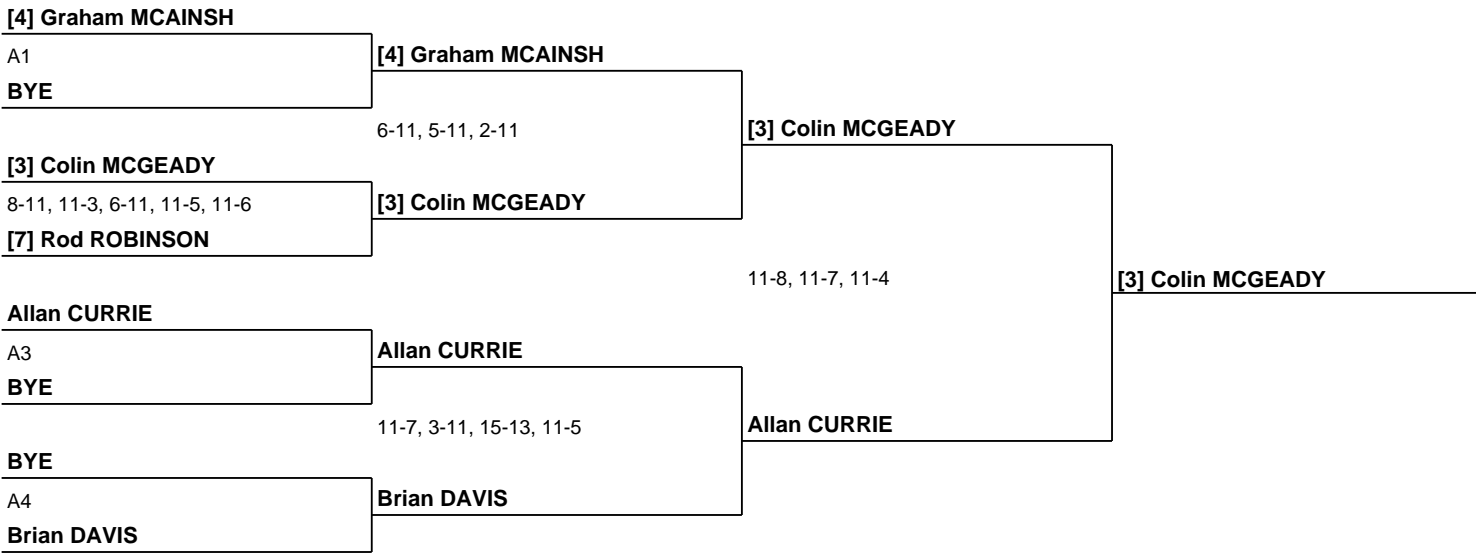 [4] Graham MCAINSH
A1
[4] Graham MCAINSH
BYE
6-11, 5-11, 2-11
[3] Colin MCGEADY
[3] Colin MCGEADY
8-11, 11-3, 6-11, 11-5, 11-6
[3] Colin MCGEADY
[7] Rod ROBINSON
11-8, 11-7, 11-4
[3] Colin MCGEADY
Allan CURRIE
A3
Allan CURRIE
BYE
11-7, 3-11, 15-13, 11-5
Allan CURRIE
BYE
A4
Brian DAVIS
Brian DAVIS